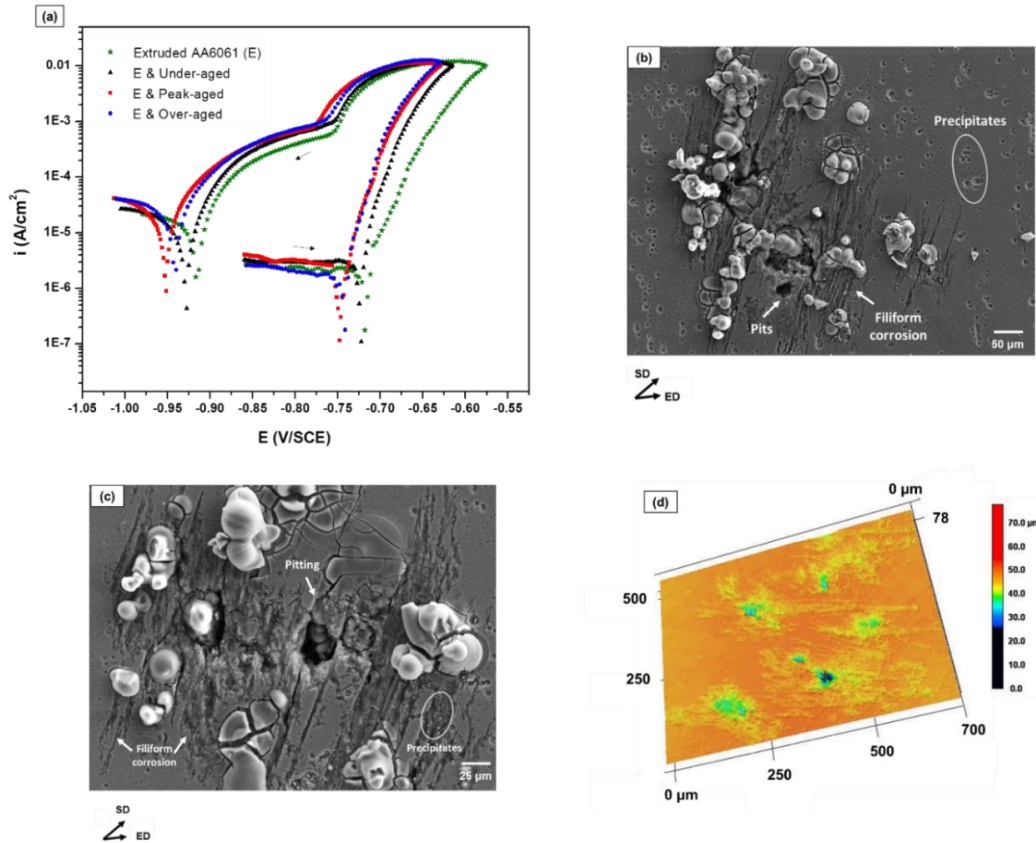 (a)
Extruded AA6061 (E)
E & Under-aged
E & Peak-aged
E & Over-aged
0.01
1E-3
1E-4
1E-5
1E-6
1E-7
i (A/cm²)
-1.05
-1.00
-0.95
-0.90
-0.85
-0.80
-0.75
-0.70
-0.65
-0.60
-0.55
E (V/SCE)
(b)
Precipitates
Pits
Filiform
corrosion
50 µm
SD
ED
(c)
Pitting
Filiform
corrosion
Precipitates
25 µm
SD
ED
(d)
0 µm
78
500
250
0 µm
250
500
700
70.0 µm
60.0
50.0
40.0
30.0
20.0
10.0
0.0